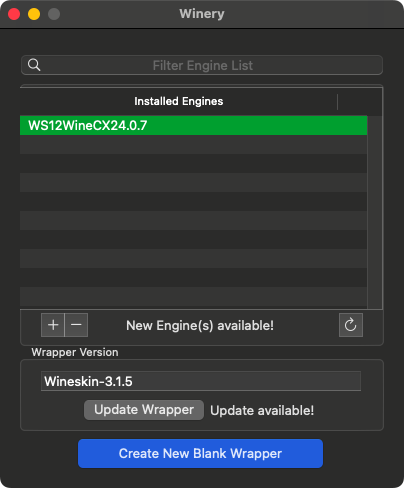 Winery
Filter Engine List
Installed Engines
WS12WineCX24.0.7
New Engine(s) available!
Wrapper Version
Wineskin-3.1.5
Update Wrapper Update available!
Create New Blank Wrapper